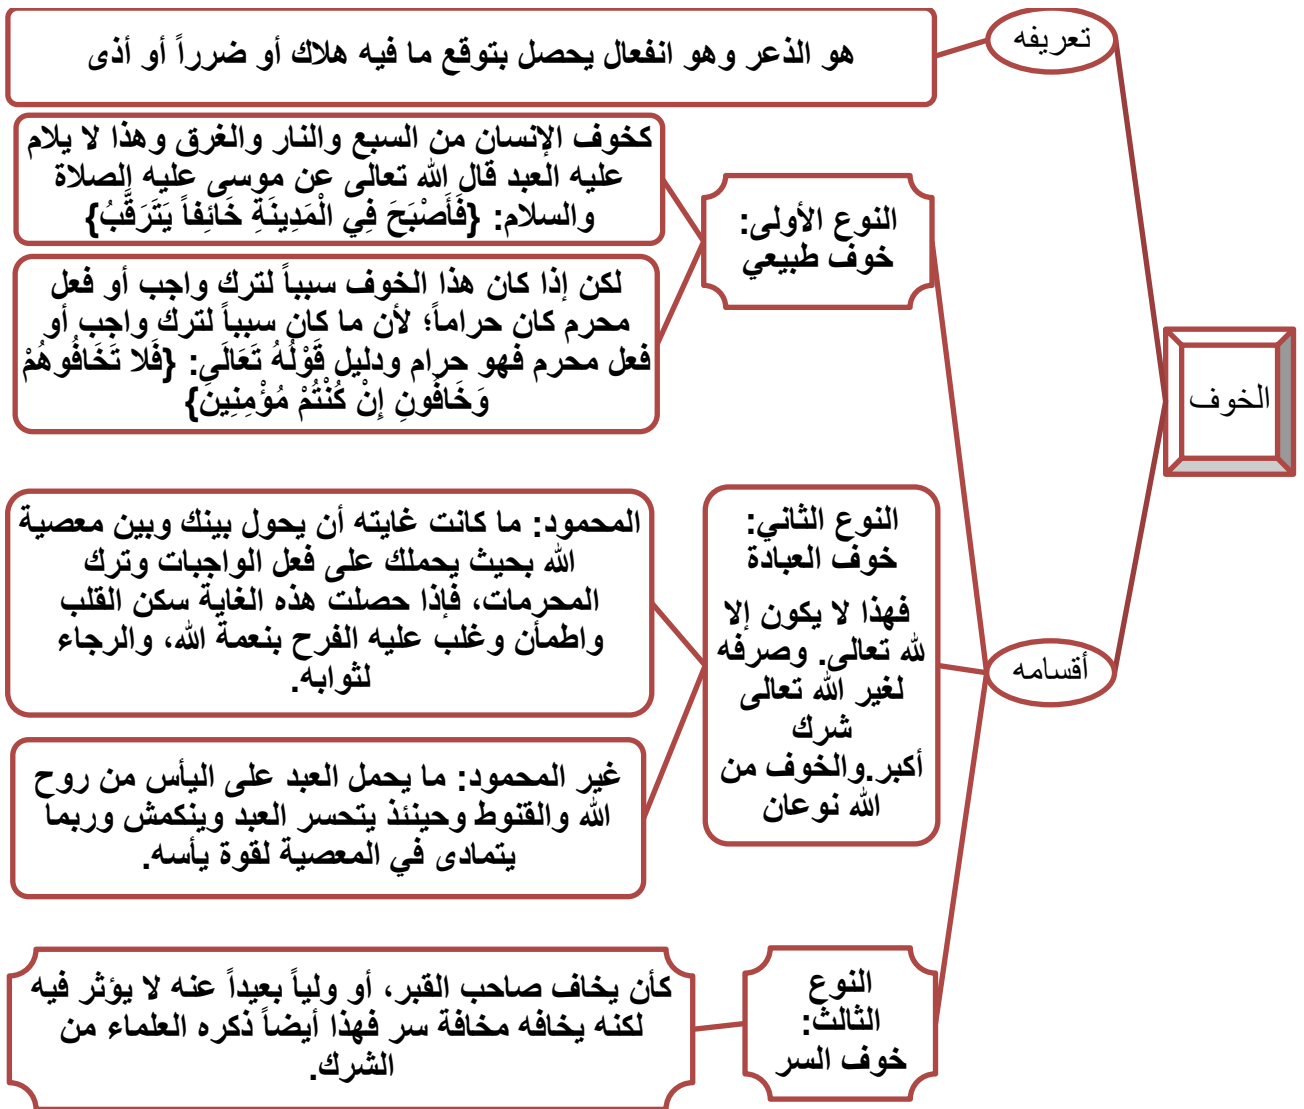 الخوف
تعريفه
هو الذعر وهو انفعال يحصل بتوقع ما فيه هلاك أو ضرراً أو أذى
أقسامه
النوع الأولى:
خوف طبيعي
كخوف الإنسان من السبع والنار والغرق وهذا لا يلام
عليه العبد قال الله تعالى عن موسى عليه الصلاة
والسلام: {فَأَصْبَحَ فِي الْمَدِينَةِ خَائِفاً يَتَرَقَّبُ}
لكن إذا كان هذا الخوف سبباً لترك واجب أو فعل
محرم كان حراماً؛ لأن ما كان سبباً لترك واجب أو
فعل محرم فهو حرام ودليل قَوْلُهُ تَعَالَى: {فَلا تَخَافُوهُمْ
وَخَافُونِ إِنْ كُنْتُمْ مُؤْمِنِينَ}
النوع الثاني:
خوف العبادة
فهذا لا يكون إلا
لله تعالى. وصرفه
لغير الله تعالى
شرك
أكبر.والخوف من
الله نوعان
المحمود: ما كانت غايته أن يحول بينك وبين معصية
الله بحيث يحملك على فعل الواجبات وترك
المحرمات، فإذا حصلت هذه الغاية سكن القلب
واطمأن وغلب عليه الفرح بنعمة الله، والرجاء
لثوابه.
غير المحمود: ما يحمل العبد على اليأس من روح
الله والقنوط وحينئذ يتحسر العبد وينكمش وربما
يتمادى في المعصية لقوة يأسه.
النوع
الثالث:
خوف السر
كأن يخاف صاحب القبر، أو ولياً بعيداً عنه لا يؤثر فيه
لكنه يخافه مخافة سر فهذا أيضاً ذكره العلماء من
الشرك.